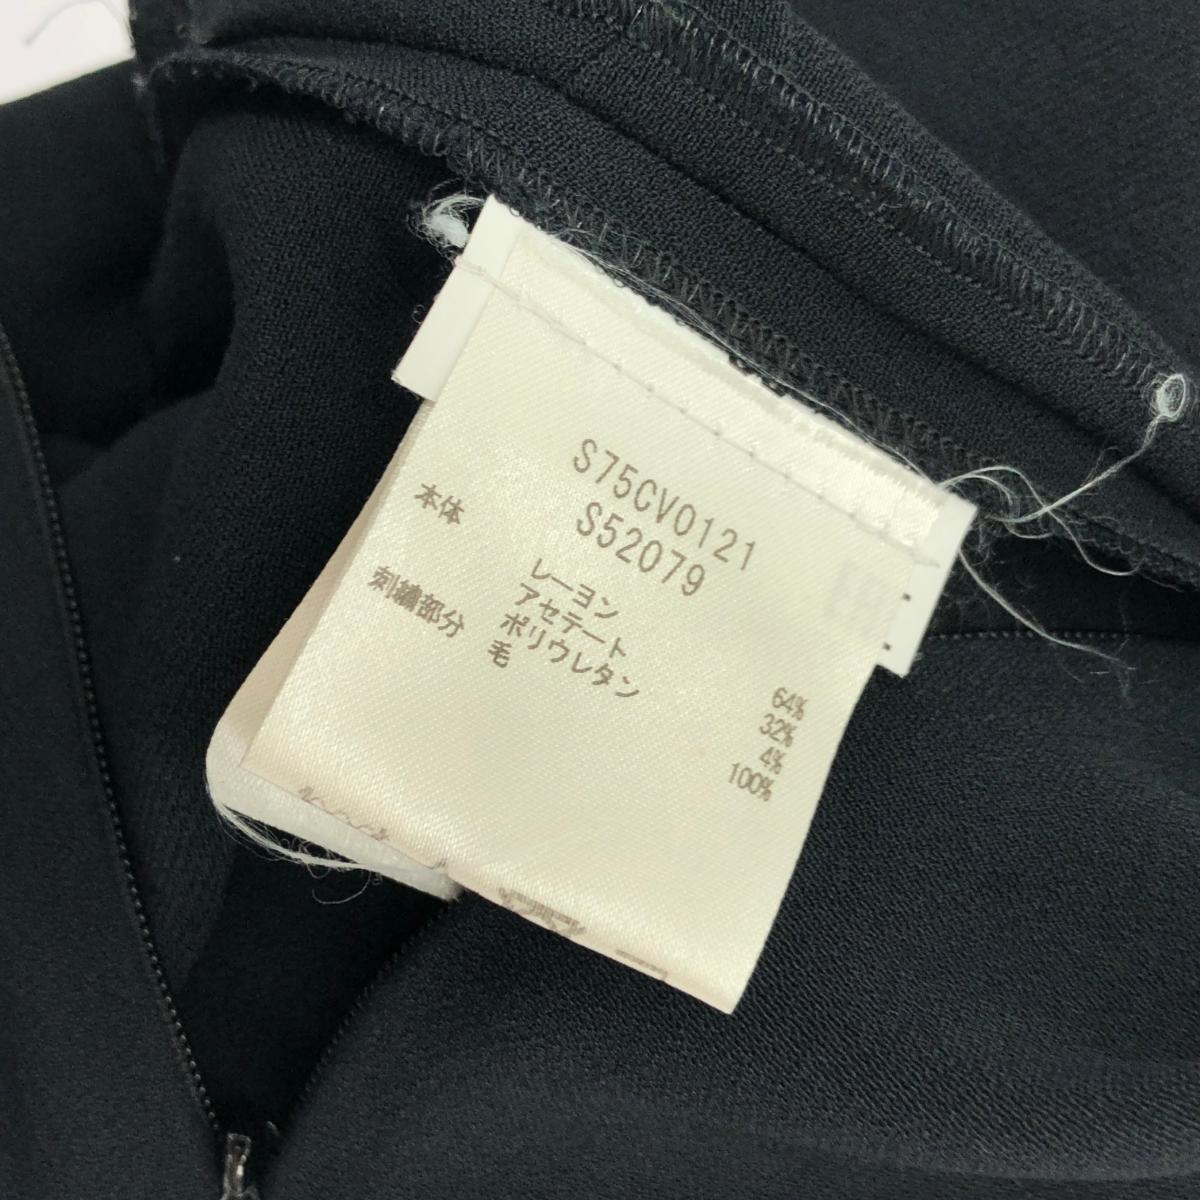 S75CV0121
S52079
本体 レーヨン 64%
アセテート 32%
ポリウレタン 4%
刺繍部分 毛 100%